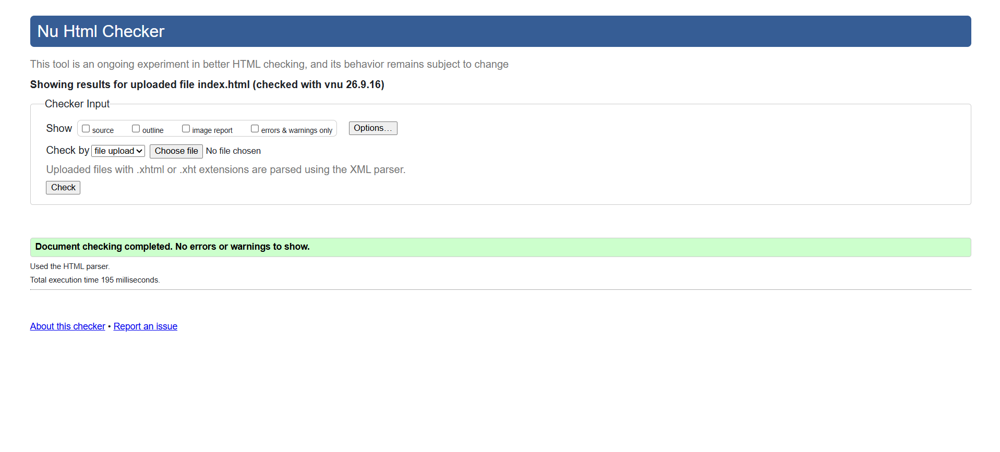 Nu Html Checker
This tool is an ongoing experiment in better HTML checking, and its behavior remains subject to change
Showing results for uploaded file index.html (checked with vnu 26.9.16)
Checker Input
Show source outline image report errors & warnings only Options…
Check by file upload Choose file No file chosen
Uploaded files with .xhtml or .xht extensions are parsed using the XML parser.
Check
Document checking completed. No errors or warnings to show.
Used the HTML parser.
Total execution time 195 milliseconds.
About this checker • Report an issue